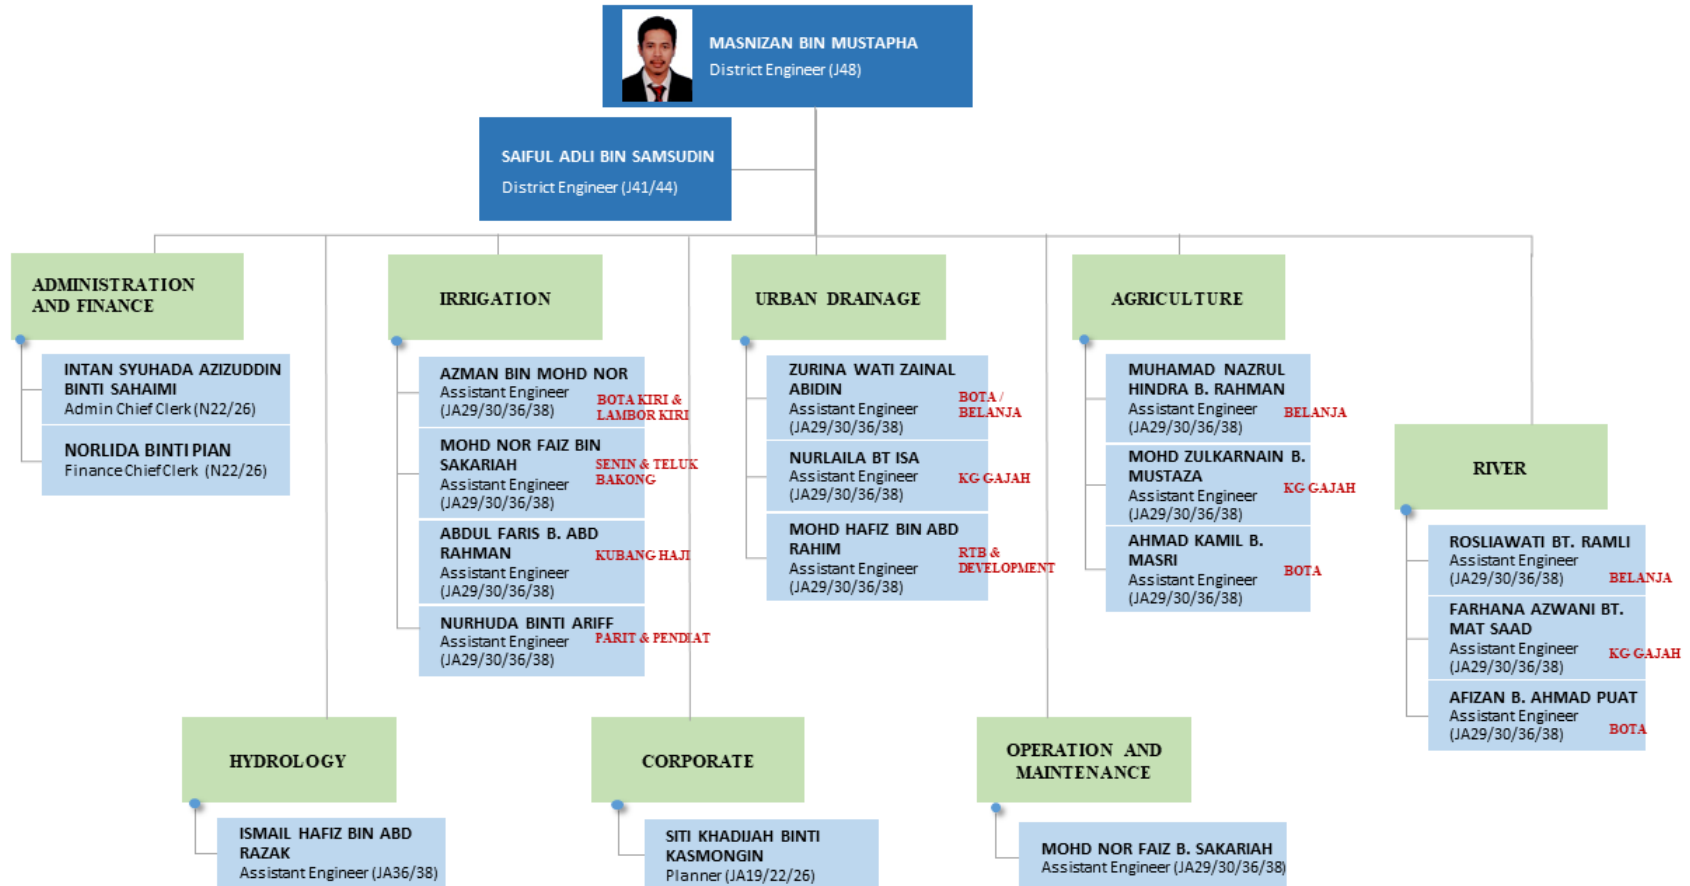 MASNIZAN BIN MUSTAPHA
District Engineer (J48)
SAIFUL ADLI BIN SAMSUDIN
District Engineer (J41/44)
ADMINISTRATION
AND FINANCE
INTAN SYUHADA AZIZUDDIN
BINTI SAHAIMI
Admin Chief Clerk (N22/26)
NORLIDA BINTI PIAN
Finance Chief Clerk (N22/26)
IRRIGATION
AZMAN BIN MOHD NOR
Assistant Engineer
(JA29/30/36/38)
BOTA KIRI &
LAMBOR KIRI
MOHD NOR FAIZ BIN
SAKARIAH
Assistant Engineer
(JA29/30/36/38)
SENIN & TELUK
BAKONG
ABDUL FARIS B. ABD
RAHMAN
Assistant Engineer
(JA29/30/36/38)
KUBANG HAJI
NURHUDA BINTI ARIFF
Assistant Engineer
(JA29/30/36/38)
PARIT & PENDIAT
URBAN DRAINAGE
ZURINA WATI ZAINAL
ABIDIN
Assistant Engineer
(JA29/30/36/38)
BOTA /
BELANJA
NURLAILA BT ISA
Assistant Engineer
(JA29/30/36/38)
KG GAJAH
MOHD HAFIZ BIN ABD
RAHIM
Assistant Engineer
(JA29/30/36/38)
RTB &
DEVELOPMENT
AGRICULTURE
MUHAMAD NAZRUL
HINDRA B. RAHMAN
Assistant Engineer
(JA29/30/36/38)
BELANJA
MOHD ZULKARNAIN B.
MUSTAZA
Assistant Engineer
(JA29/30/36/38)
KG GAJAH
AHMAD KAMIL B.
MASRI
Assistant Engineer
(JA29/30/36/38)
BOTA
RIVER
ROSLIAWATI BT. RAMLI
Assistant Engineer
(JA29/30/36/38)
BELANJA
FARHANA AZWANI BT.
MAT SAAD
Assistant Engineer
(JA29/30/36/38)
KG GAJAH
AFIZAN B. AHMAD PUAT
Assistant Engineer
(JA29/30/36/38)
BOTA
HYDROLOGY
ISMAIL HAFIZ BIN ABD
RAZAK
Assistant Engineer (JA36/38)
CORPORATE
SITI KHADIJAH BINTI
KASMONGIN
Planner (JA19/22/26)
OPERATION AND
MAINTENANCE
MOHD NOR FAIZ B. SAKARIAH
Assistant Engineer (JA29/30/36/38)